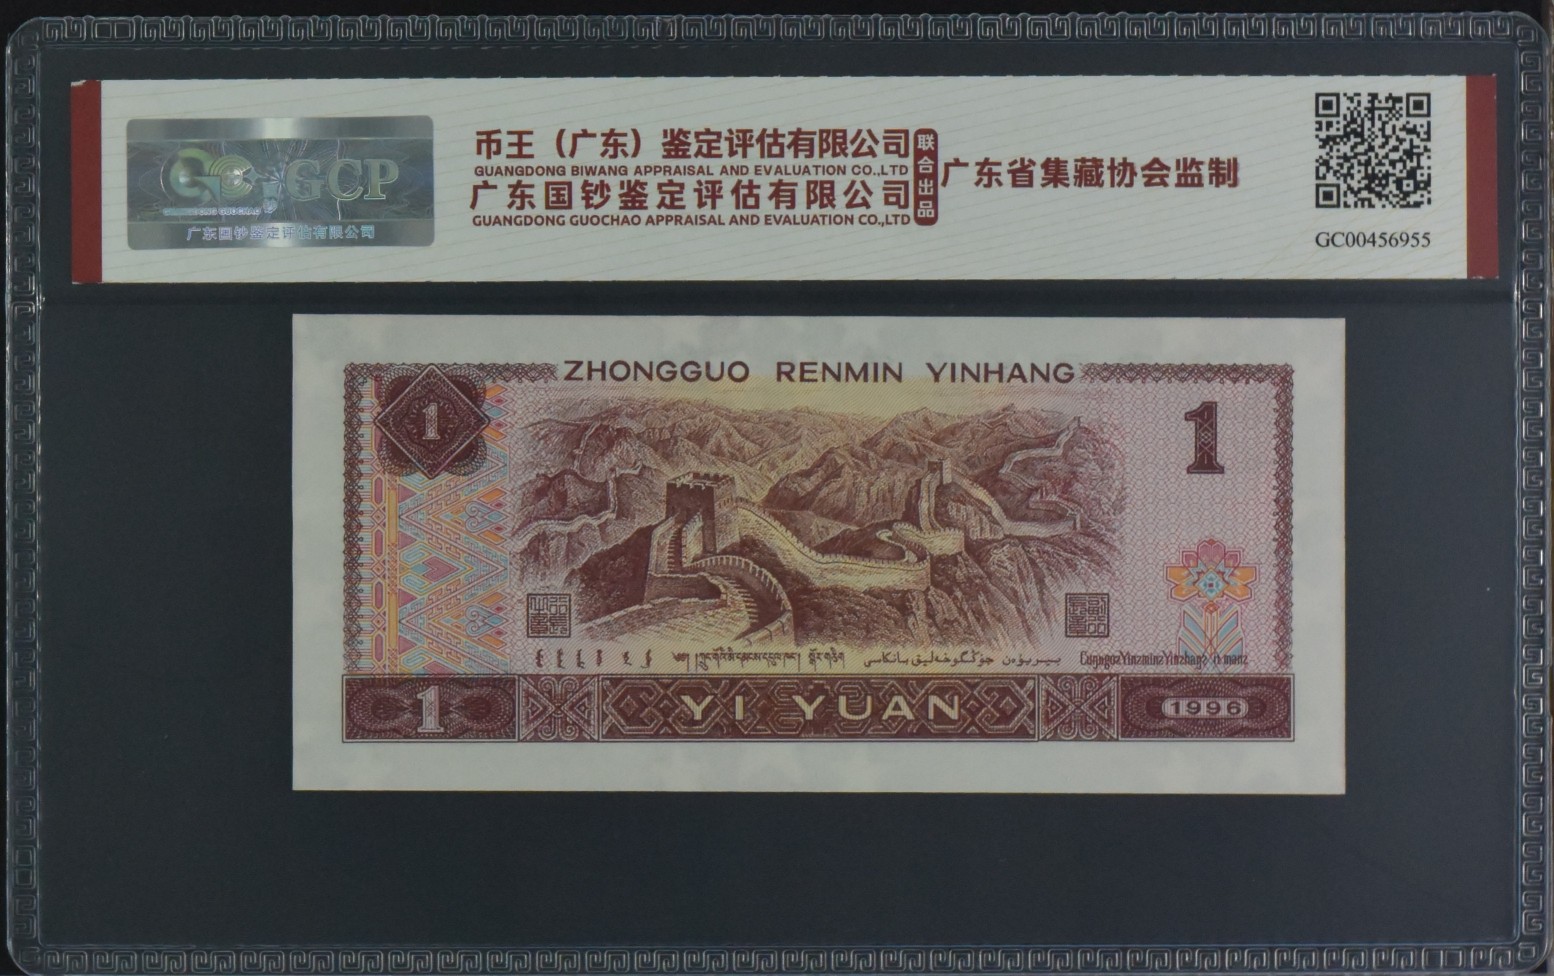 GCP
广东国钞鉴定评估有限公司
币王（广东）鉴定评估有限公司
GUANGDONG BIWANG APPRAISAL AND EVALUATION CO.,LTD
广东国钞鉴定评估有限公司
GUANGDONG GUOCHAO APPRAISAL AND EVALUATION CO.,LTD
联合出品
广东省集藏协会监制
GC00456955
ZHONGGUO RENMIN YINHANG
1
1
1
YI YUAN
1996